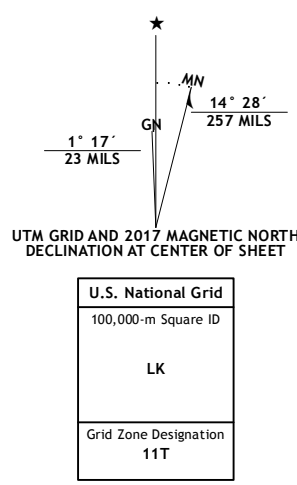 ★
MN
GN
14° 28´
257 MILS
1° 17´
23 MILS
UTM GRID AND 2017 MAGNETIC NORTH
DECLINATION AT CENTER OF SHEET
U.S. National Grid
100,000-m Square ID
LK
Grid Zone Designation
11T